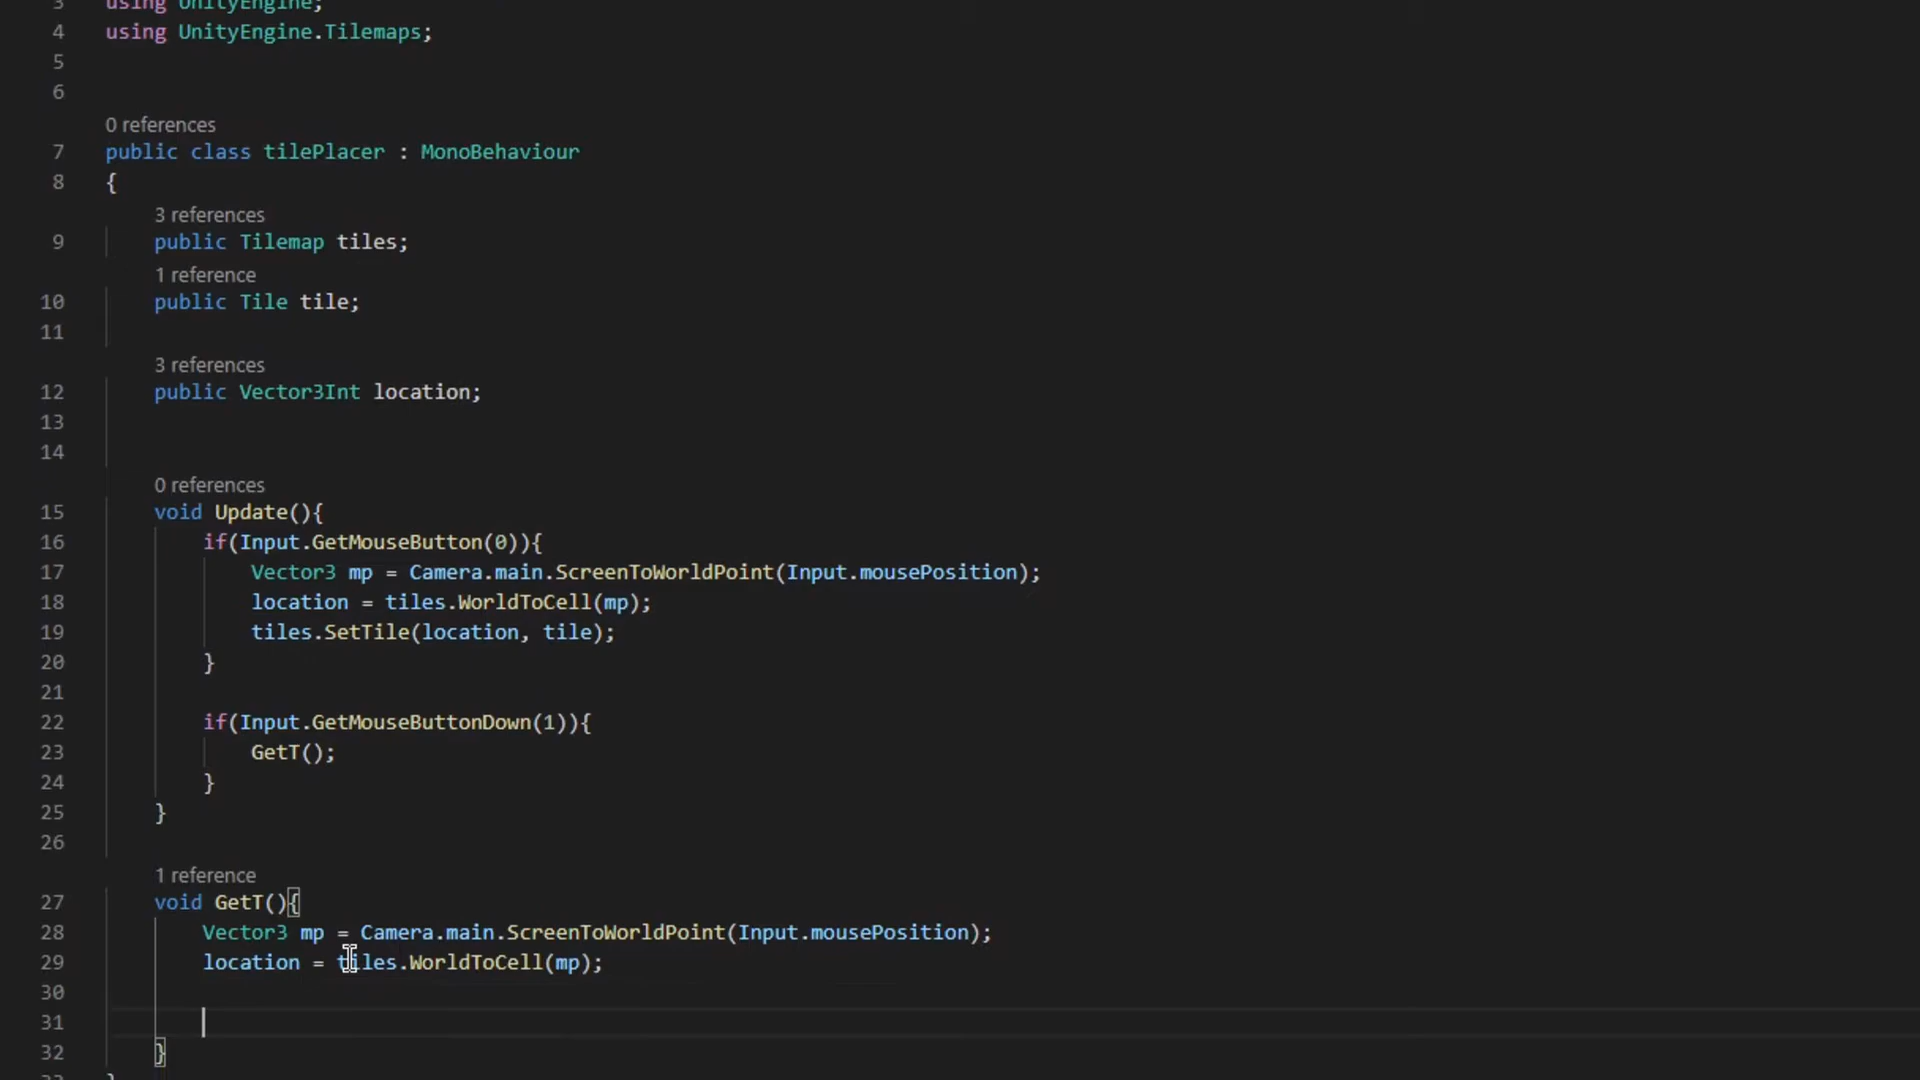 3 using UnityEngine;
4 using UnityEngine.Tilemaps;
5
6
0 references
7 public class tilePlacer : MonoBehaviour
8 {
3 references
9 public Tilemap tiles;
1 reference
10 public Tile tile;
11
3 references
12 public Vector3Int location;
13
14
0 references
15 void Update(){
16 if(Input.GetMouseButton(0)){
17 Vector3 mp = Camera.main.ScreenToWorldPoint(Input.mousePosition);
18 location = tiles.WorldToCell(mp);
19 tiles.SetTile(location, tile);
20 }
21
22 if(Input.GetMouseButtonDown(1)){
23 GetT();
24 }
25 }
26
1 reference
27 void GetT(){
28 Vector3 mp = Camera.main.ScreenToWorldPoint(Input.mousePosition);
29 location = tiles.WorldToCell(mp);
30
31
32 }
33 }